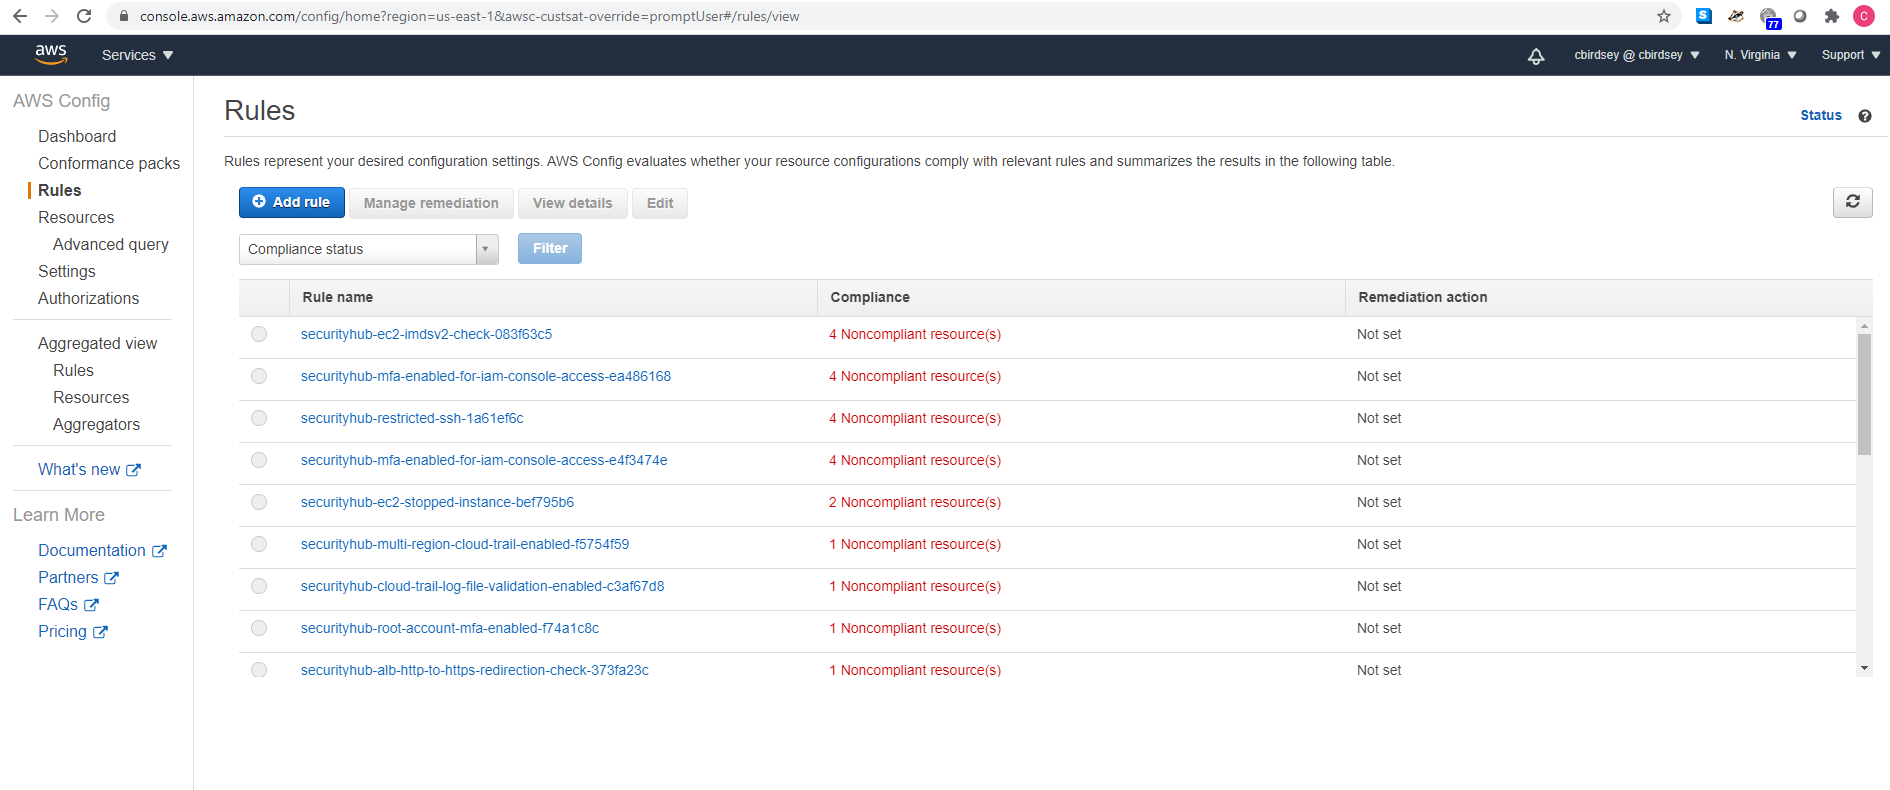 console.aws.amazon.com/config/home?region=us-east-1&awsc-custsat-override=promptUser#/rules/view
S
77
C
aws
Services
cbirdsey @ cbirdsey
N. Virginia
Support
AWS Config
Dashboard
Conformance packs
Rules
Resources
Advanced query
Settings
Authorizations
Aggregated view
Rules
Resources
Aggregators
What's new
Learn More
Documentation
Partners
FAQs
Pricing
Rules
Status
?
Rules represent your desired configuration settings. AWS Config evaluates whether your resource configurations comply with relevant rules and summarizes the results in the following table.
Add rule Manage remediation View details Edit
Compliance status Filter
Rule name Compliance Remediation action
securityhub-ec2-imdsv2-check-083f63c5 4 Noncompliant resource(s) Not set
securityhub-mfa-enabled-for-iam-console-access-ea486168 4 Noncompliant resource(s) Not set
securityhub-restricted-ssh-1a61ef6c 4 Noncompliant resource(s) Not set
securityhub-mfa-enabled-for-iam-console-access-e4f3474e 4 Noncompliant resource(s) Not set
securityhub-ec2-stopped-instance-bef795b6 2 Noncompliant resource(s) Not set
securityhub-multi-region-cloud-trail-enabled-f5754f59 1 Noncompliant resource(s) Not set
securityhub-cloud-trail-log-file-validation-enabled-c3af67d8 1 Noncompliant resource(s) Not set
securityhub-root-account-mfa-enabled-f74a1c8c 1 Noncompliant resource(s) Not set
securityhub-alb-http-to-https-redirection-check-373fa23c 1 Noncompliant resource(s) Not set